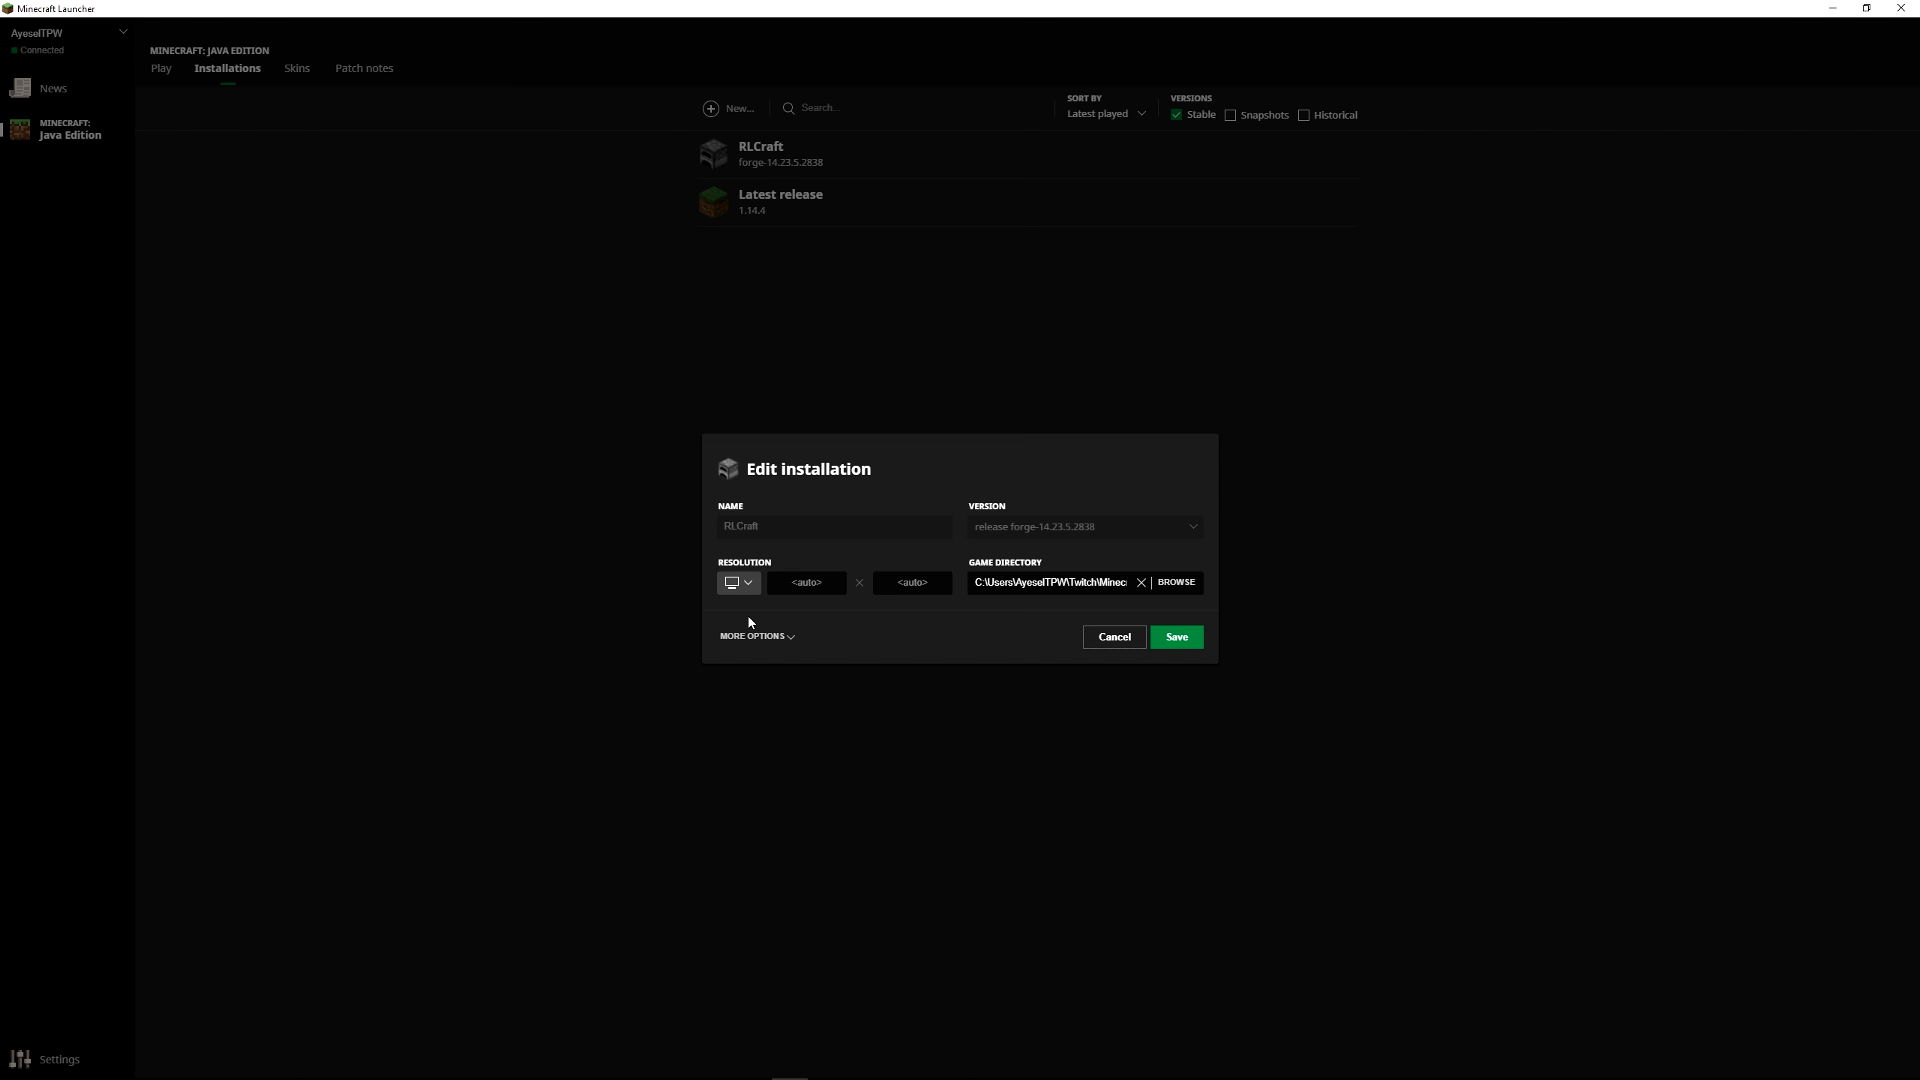 Minecraft Launcher
AyeselTPW
Connected
News
MINECRAFT:
Java Edition
Settings
MINECRAFT: JAVA EDITION
Play Installations Skins Patch notes
New... Search...
SORT BY
Latest played
VERSIONS
Stable Snapshots Historical
RLCraft
forge-14.23.5.2838
Latest release
1.14.4
Edit installation
NAME
RLCraft
VERSION
release forge-14.23.5.2838
RESOLUTION
<auto> <auto>
GAME DIRECTORY
C:\Users\AyeselTPW\Twitch\Minec BROWSE
MORE OPTIONS
Cancel Save